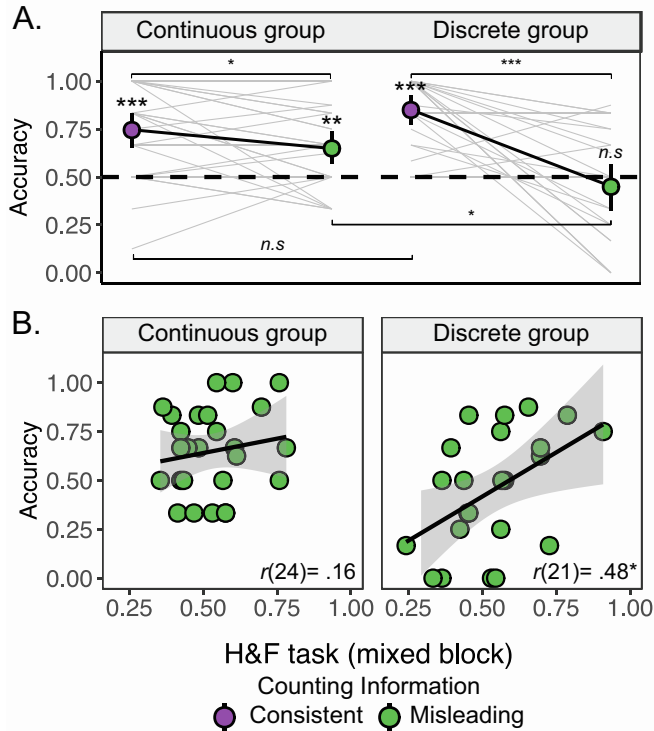 A.
Continuous group Discrete group
* ***
1.00
*** ***
0.75
** n.s
Accuracy
0.50
0.25
*
n.s
0.00
B.
Continuous group Discrete group
1.00
0.75
Accuracy
0.50
0.25
0.00
r(24)= .16 r(21)= .48*
0.25 0.50 0.75 1.00 0.25 0.50 0.75 1.00
H&F task (mixed block)
Counting Information
Consistent Misleading